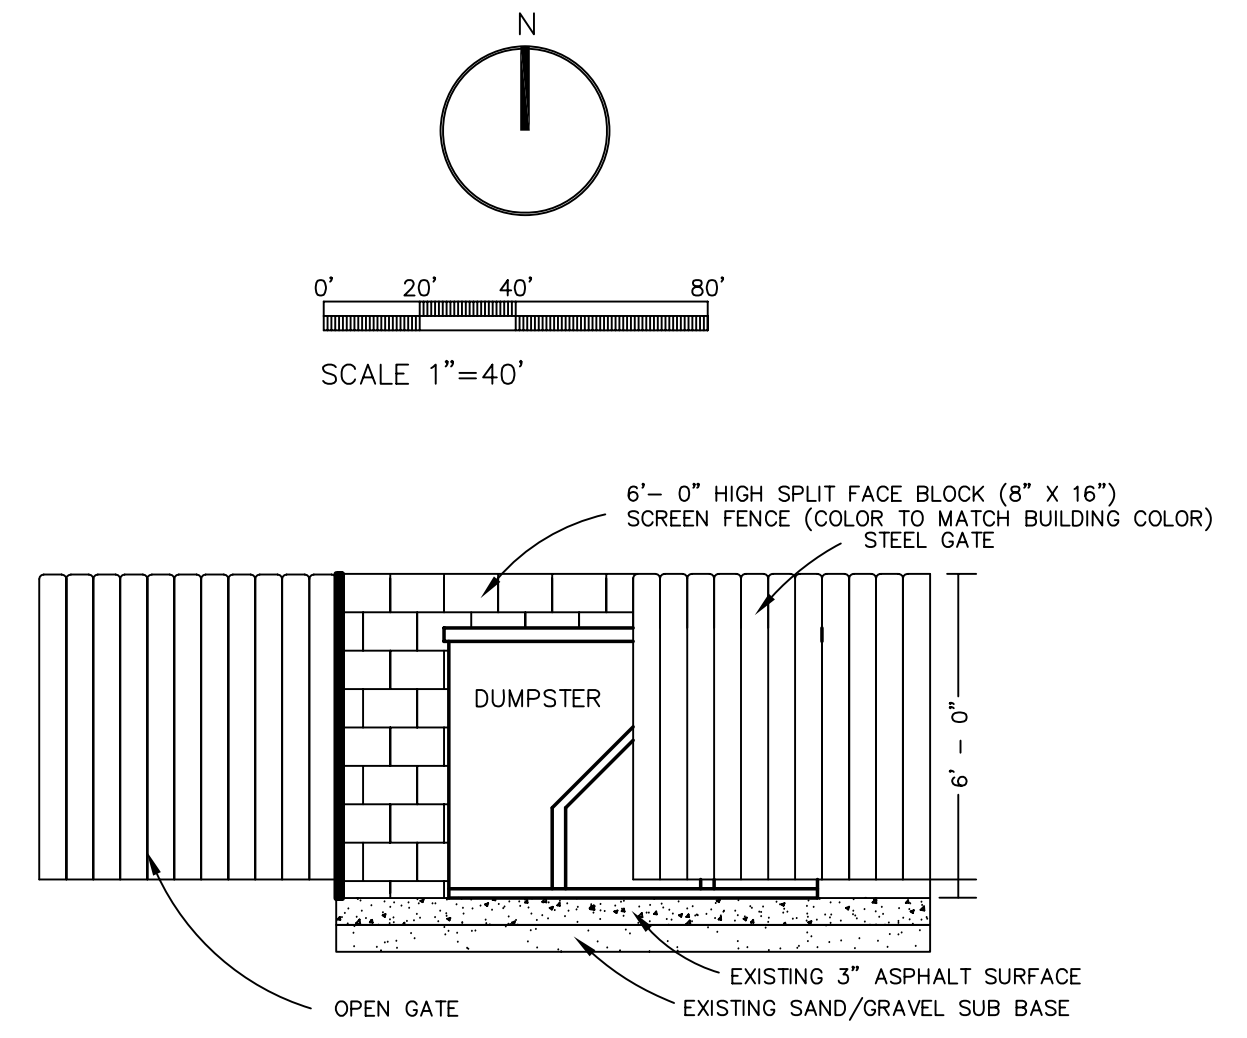 N
0' 20' 40' 80'
SCALE 1"=40'
6'- 0" HIGH SPLIT FACE BLOCK (8" X 16")
SCREEN FENCE (COLOR TO MATCH BUILDING COLOR)
STEEL GATE
DUMPSTER
6' - 0"
EXISTING 3" ASPHALT SURFACE
OPEN GATE
EXISTING SAND/GRAVEL SUB BASE